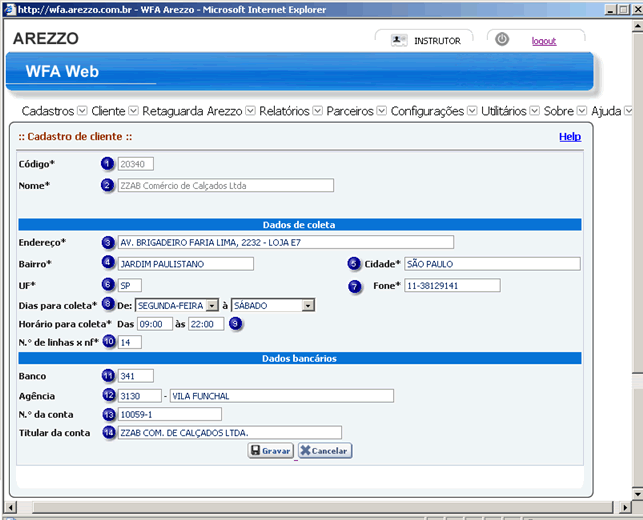 http://wfa.arezzo.com.br - WFA Arezzo - Microsoft Internet Explorer
AREZZO INSTRUTOR logout
WFA Web
Cadastros Cliente Retaguarda Arezzo Relatórios Parceiros Configurações Utilitários Sobre Ajuda
:: Cadastro de cliente :: Help
Código* 1 20340
Nome* 2 ZZAB Comércio de Calçados Ltda
Dados de coleta
Endereço* 3 AV. BRIGADEIRO FARIA LIMA, 2232 - LOJA E7
Bairro* 4 JARDIM PAULISTANO 5 Cidade* SÃO PAULO
UF* 6 SP 7 Fone* 11-38129141
Dias para coleta* 8 De: SEGUNDA-FEIRA à SÁBADO
Horário para coleta* Das 09:00 às 22:00 9
N.º de linhas x nf* 10 14
Dados bancários
Banco 11 341
Agência 12 3130 - VILA FUNCHAL
N.º da conta 13 10059-1
Titular da conta 14 ZZAB COM. DE CALÇADOS LTDA.
Gravar Cancelar